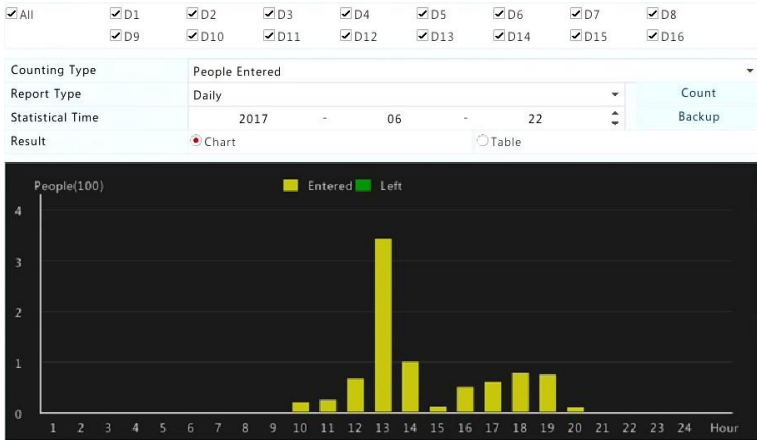 All D1 D2 D3 D4 D5 D6 D7 D8
D9 D10 D11 D12 D13 D14 D15 D16
Counting Type People Entered
Report Type Daily Count
Statistical Time 2017 - 06 - 22 Backup
Result Chart Table
People(100) Entered Left
4
3
2
1
0
1 2 3 4 5 6 7 8 9 10 11 12 13 14 15 16 17 18 19 20 21 22 23 24 Hour